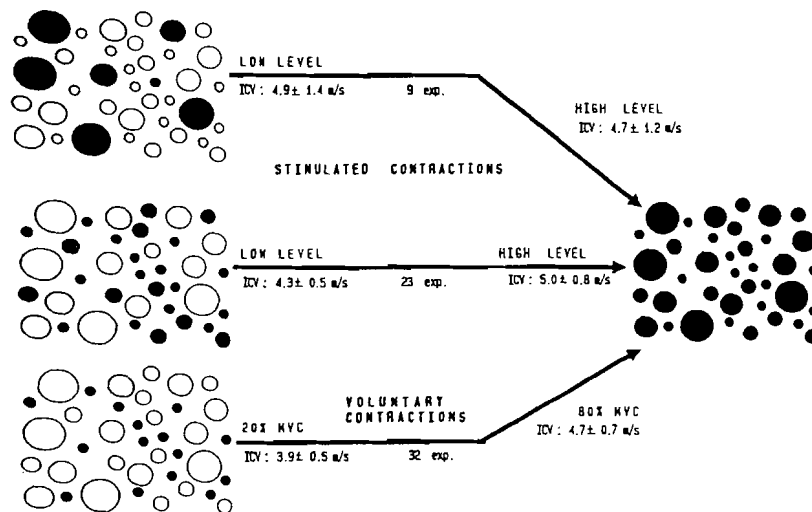 LOW LEVEL
ICV: 4.9± 1.4 m/s 9 exp.
HIGH LEVEL
ICV: 4.7± 1.2 m/s
STIMULATED CONTRACTIONS
LOW LEVEL HIGH LEVEL
ICV: 4.3± 0.5 m/s 23 exp. ICV: 5.0± 0.8 m/s
VOLUNTARY
CONTRACTIONS
20% MVC 80% MVC
ICV: 3.9± 0.5 m/s 32 exp. ICV: 4.7± 0.7 m/s